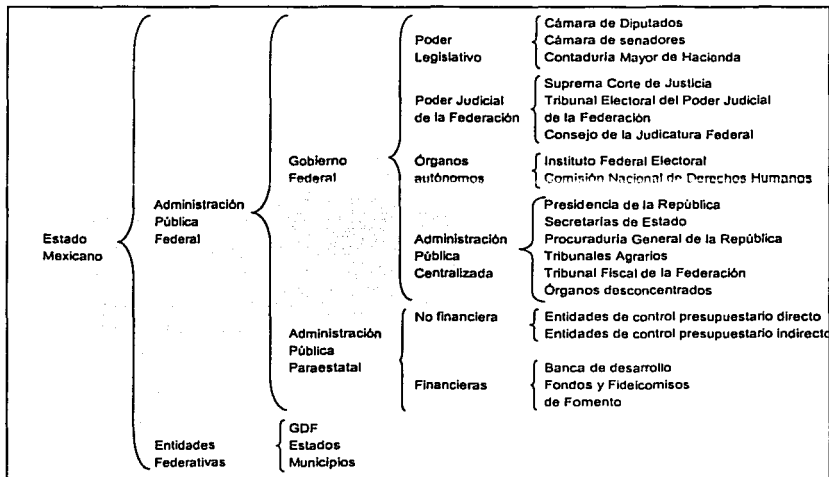 Estado
Mexicano
Administración
Pública
Federal
Gobierno
Federal
Poder
Legislativo
Cámara de Diputados
Cámara de senadores
Contaduría Mayor de Hacienda
Poder Judicial
de la Federación
Suprema Corte de Justicia
Tribunal Electoral del Poder Judicial
de la Federación
Consejo de la Judicatura Federal
Órganos
autónomos
Instituto Federal Electoral
Comisión Nacional de Derechos Humanos
Administración
Pública
Centralizada
Presidencia de la República
Secretarías de Estado
Procuraduría General de la República
Tribunales Agrarios
Tribunal Fiscal de la Federación
Órganos desconcentrados
Administración
Pública
Paraestatal
No financiera
Entidades de control presupuestario directo
Entidades de control presupuestario indirecto
Financieras
Banca de desarrollo
Fondos y Fideicomisos
de Fomento
Entidades
Federativas
GDF
Estados
Municipios